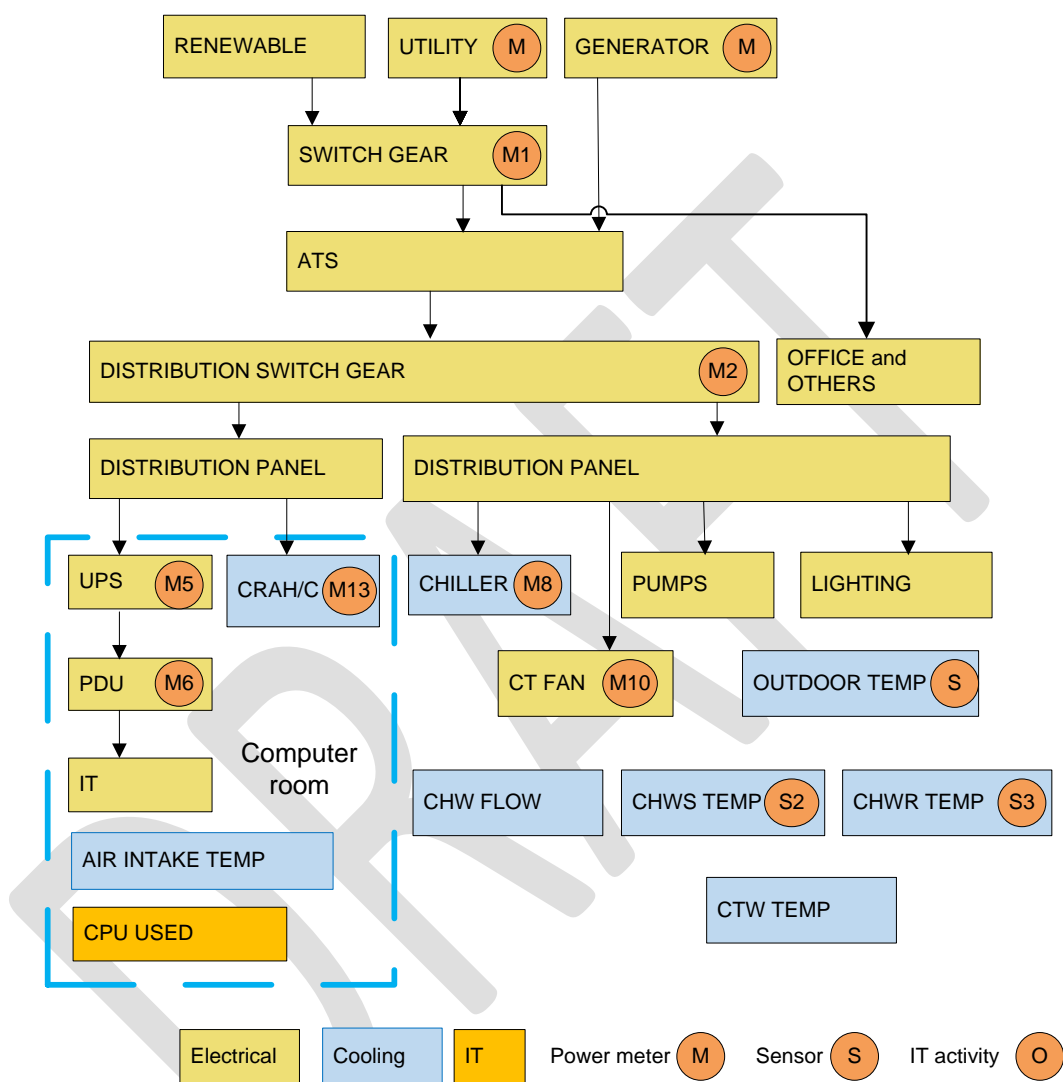 RENEWABLE
UTILITY M
GENERATOR M
SWITCH GEAR M1
ATS
DISTRIBUTION SWITCH GEAR M2
OFFICE and
OTHERS
DISTRIBUTION PANEL
DISTRIBUTION PANEL
UPS M5
CRAH/C M13
CHILLER M8
PUMPS
LIGHTING
PDU M6
CT FAN M10
OUTDOOR TEMP S
Computer
room
IT
CHW FLOW
CHWS TEMP S2
CHWR TEMP S3
AIR INTAKE TEMP
CTW TEMP
CPU USED
Electrical
Cooling
IT
Power meter M
Sensor S
IT activity O
DRAFT